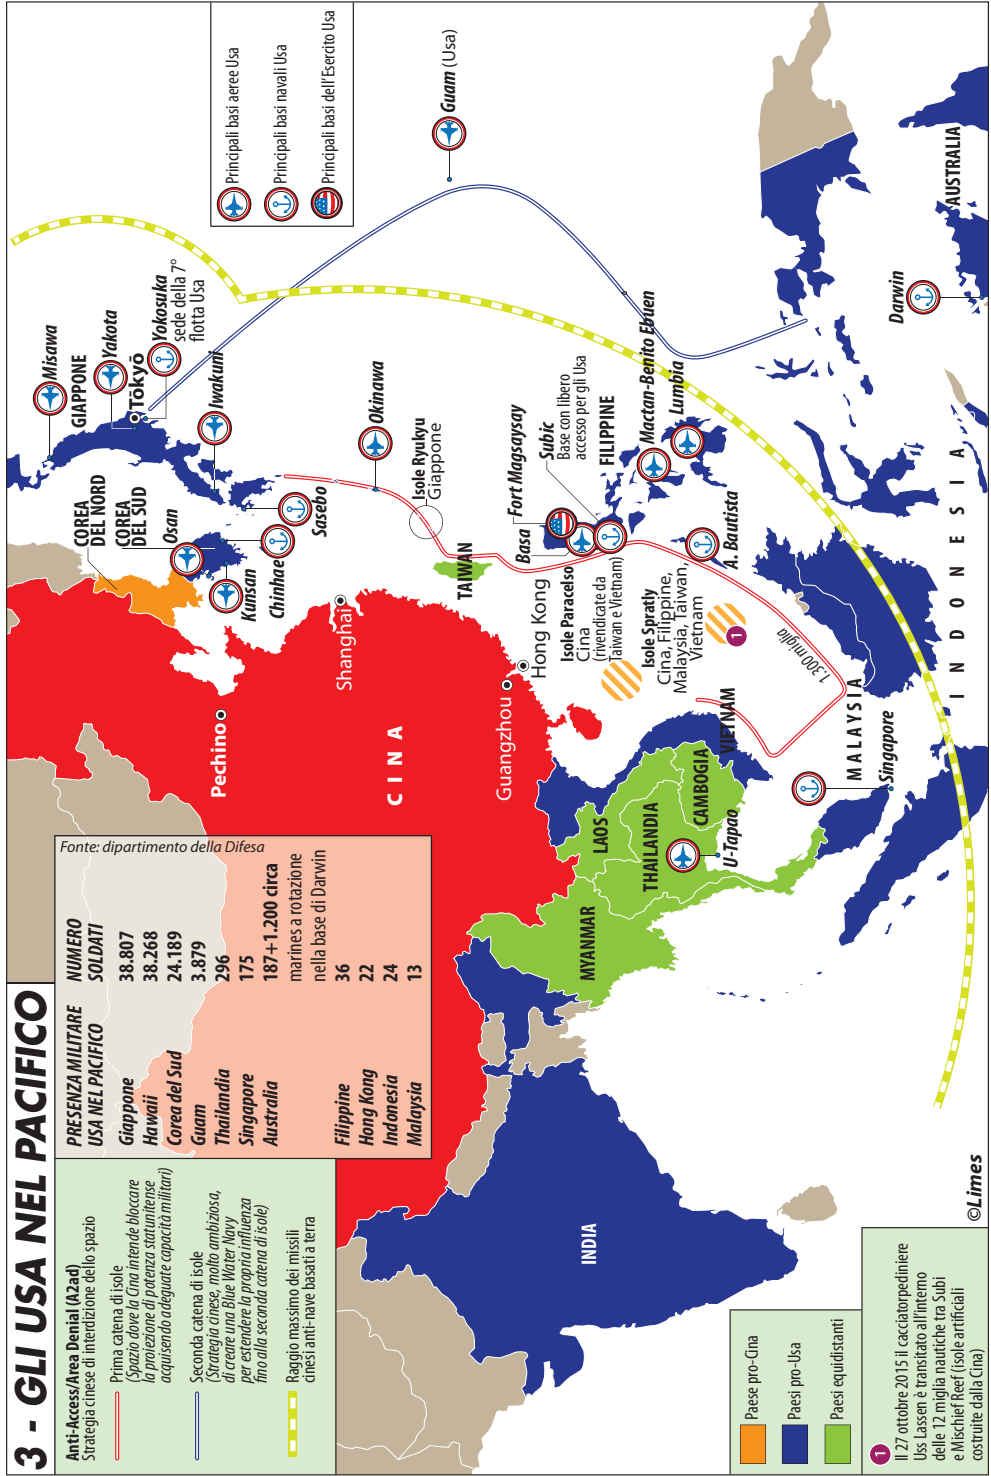 3 - GLI USA NEL PACIFICO
Anti-Access/Area Denial (A2ad)
Strategia cinese di interdizione dello spazio
Prima catena di isole
(Spazio dove la Cina intende bloccare
la proiezione di potenza statunitense
acquisendo adeguate capacità militari)
Seconda catena di isole
(Strategia cinese, molto ambiziosa,
di creare una Blue Water Navy
per estendere la propria influenza
fino alla seconda catena di isole)
Raggio massimo dei missili
cinesi anti-nave basati a terra
PRESENZA MILITARE
USA NEL PACIFICO
NUMERO
SOLDATI
Giappone 38.807
Hawaii 38.268
Corea del Sud 24.189
Guam 3.879
Thailandia 296
Singapore 175
Australia 187+1.200 circa
marines a rotazione
nella base di Darwin
Filippine 36
Hong Kong 22
Indonesia 24
Malaysia 13
Fonte: dipartimento della Difesa
Principali basi aeree Usa
Principali basi navali Usa
Principali basi dell'Esercito Usa
Misawa
GIAPPONE
Yakota
Tōkyō
Yokosuka
sede della 7°
flotta Usa
Iwakuni
COREA
DEL NORD
COREA
DEL SUD
Osan
Kunsan
Chinhae
Sasebo
Okinawa
Isole Ryukyu
Giappone
Guam (Usa)
Pechino
Shanghai
CINA
TAIWAN
Guangzhou
Hong Kong
Isole Paracelso
Cina
(rivendicate da
Taiwan e Vietnam)
Basa
Fort Magsaysay
Subic
Base con libero
accesso per gli Usa
FILIPPINE
Mactan-Benito Ebuen
Lumbia
A. Bautista
Isole Spratly
Cina, Filippine,
Malaysia, Taiwan,
Vietnam
1
1.300 miglia
VIETNAM
LAOS
CAMBOGIA
THAILANDIA
U-Tapao
MYANMAR
MALAYSIA
Singapore
INDONESIA
Darwin
AUSTRALIA
INDIA
Paese pro-Cina
Paesi pro-Usa
Paesi equidistanti
1
Il 27 ottobre 2015 il cacciatorpediniere
Uss Lassen è transitato all'interno
delle 12 miglia nautiche tra Subi
e Mischief Reef (isole artificiali
costruite dalla Cina)
©Limes